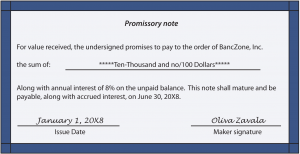 Promissory note
For value received, the undersigned promises to pay to the order of BancZone, Inc.
the sum of: *****Ten-Thousand and no/100 Dollars*****
Along with annual interest of 8% on the unpaid balance. This note shall mature and be
payable, along with accrued interest, on June 30, 20X8.
January 1, 20X8 Oliva Zavala
Issue Date Maker signature